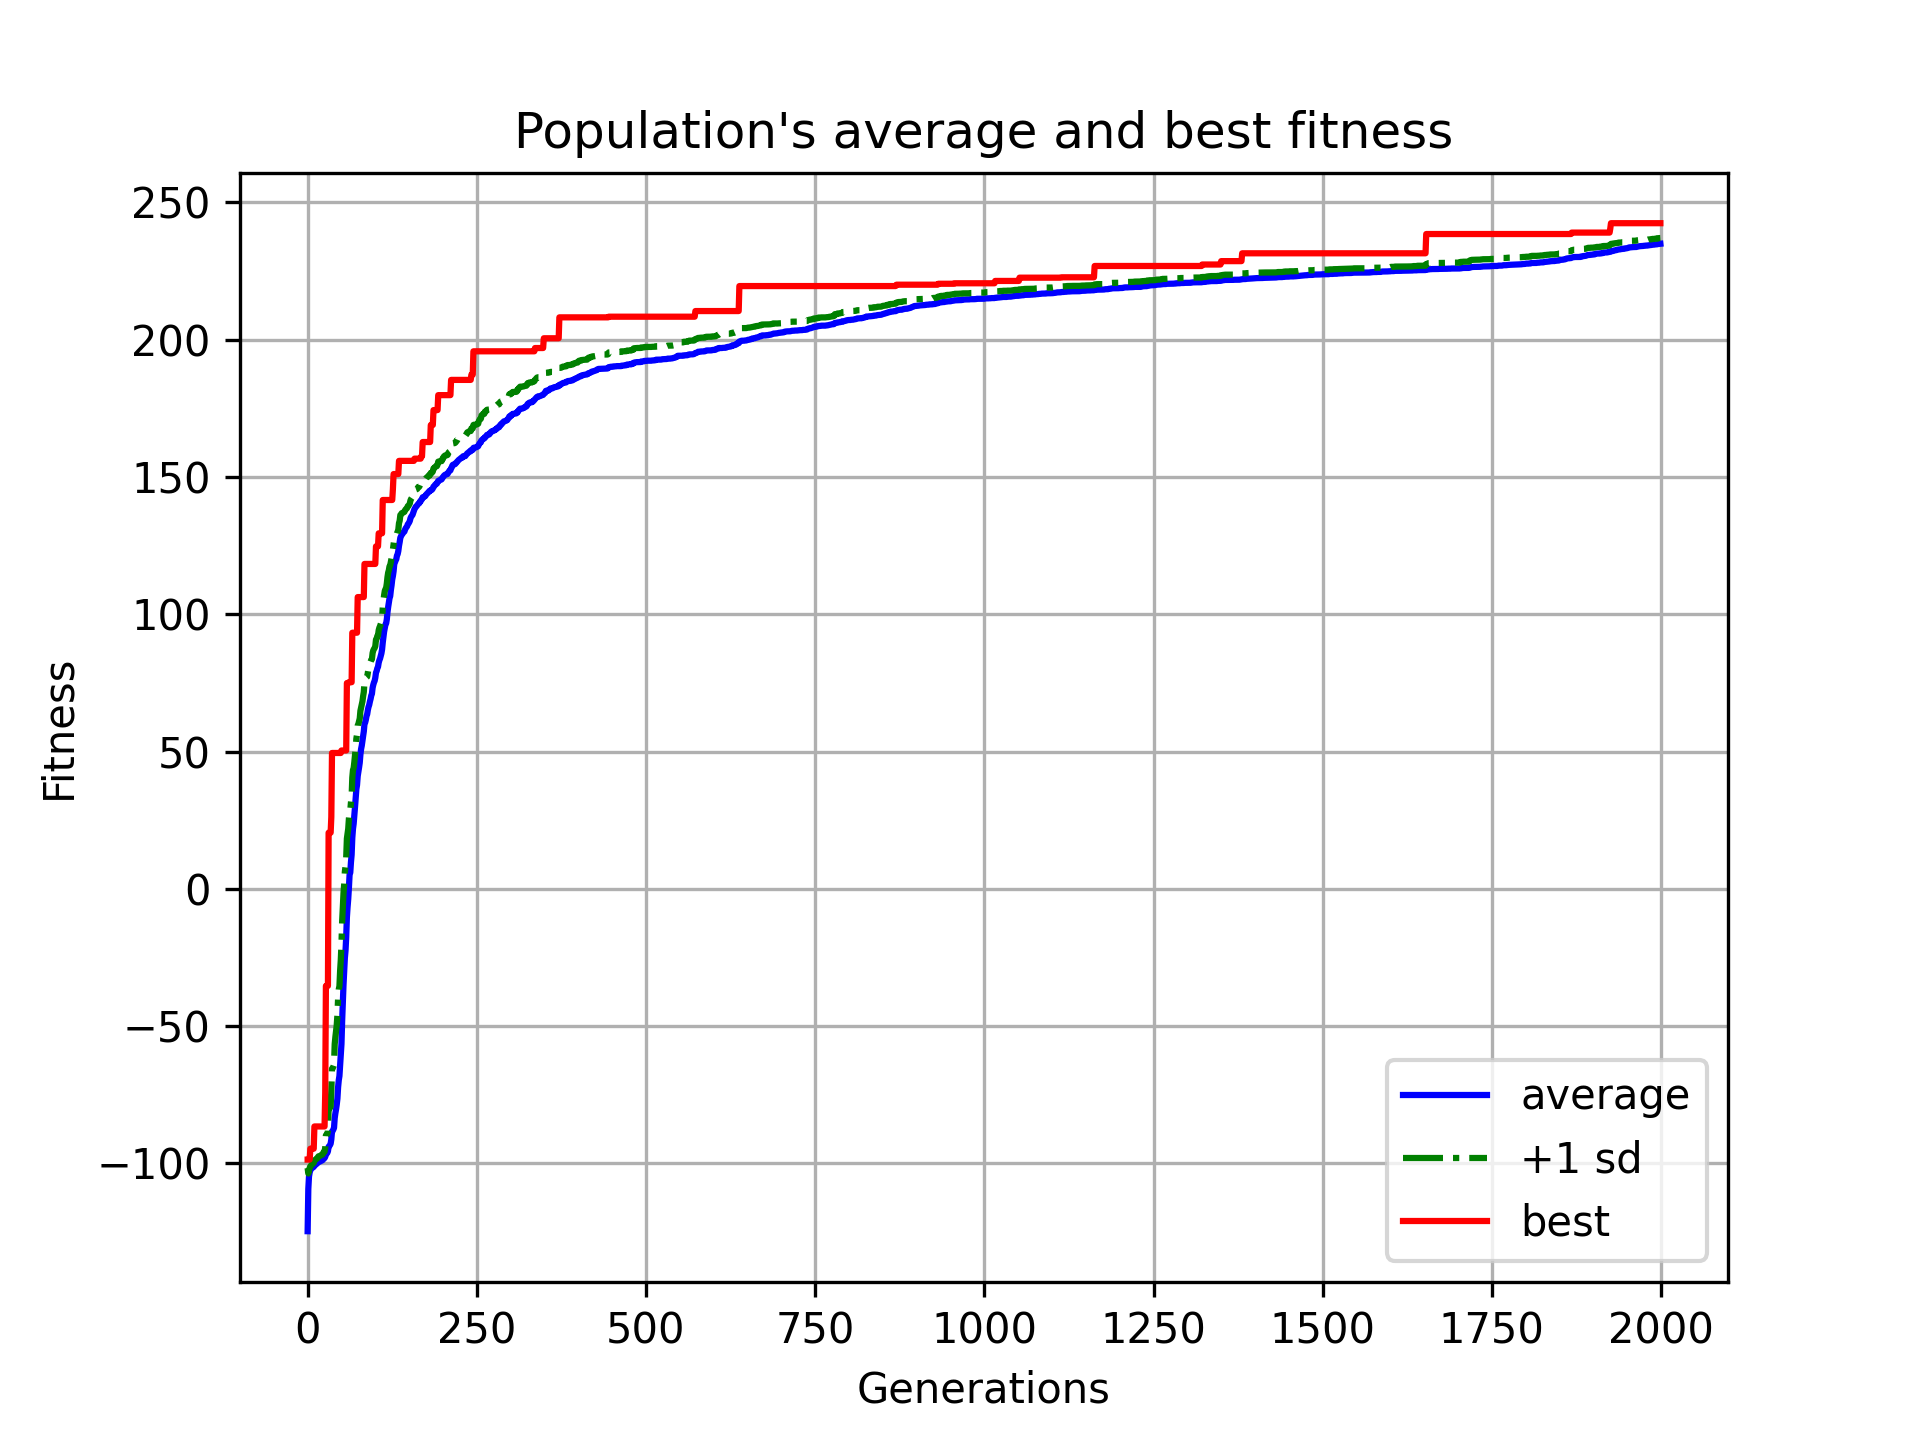 Population's average and best fitness
250
200
150
100
50
0
−50
−100
Fitness
average
+1 sd
best
0 250 500 750 1000 1250 1500 1750 2000
Generations